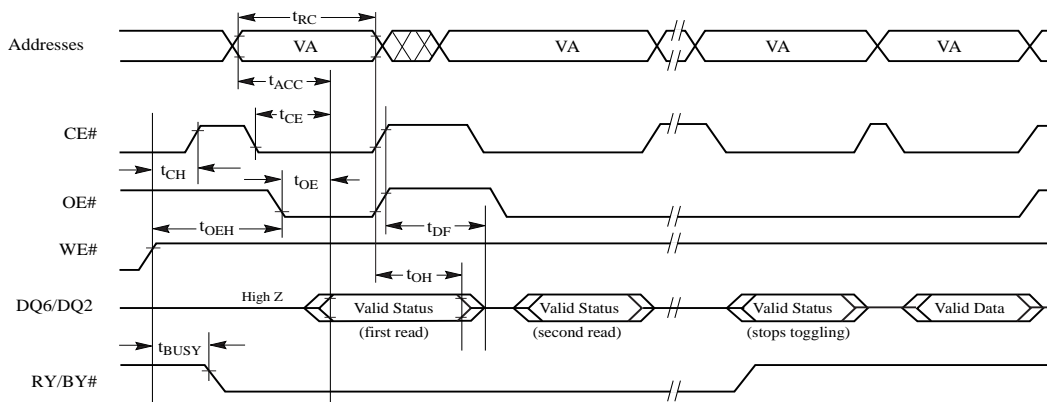 tRC
Addresses VA VA VA VA
tACC
tCE
CE#
tCH tOE
OE#
tOEH tDF
WE#
tOH
DQ6/DQ2 High Z Valid Status Valid Status Valid Status Valid Data
(first read) (second read) (stops toggling)
tBUSY
RY/BY#